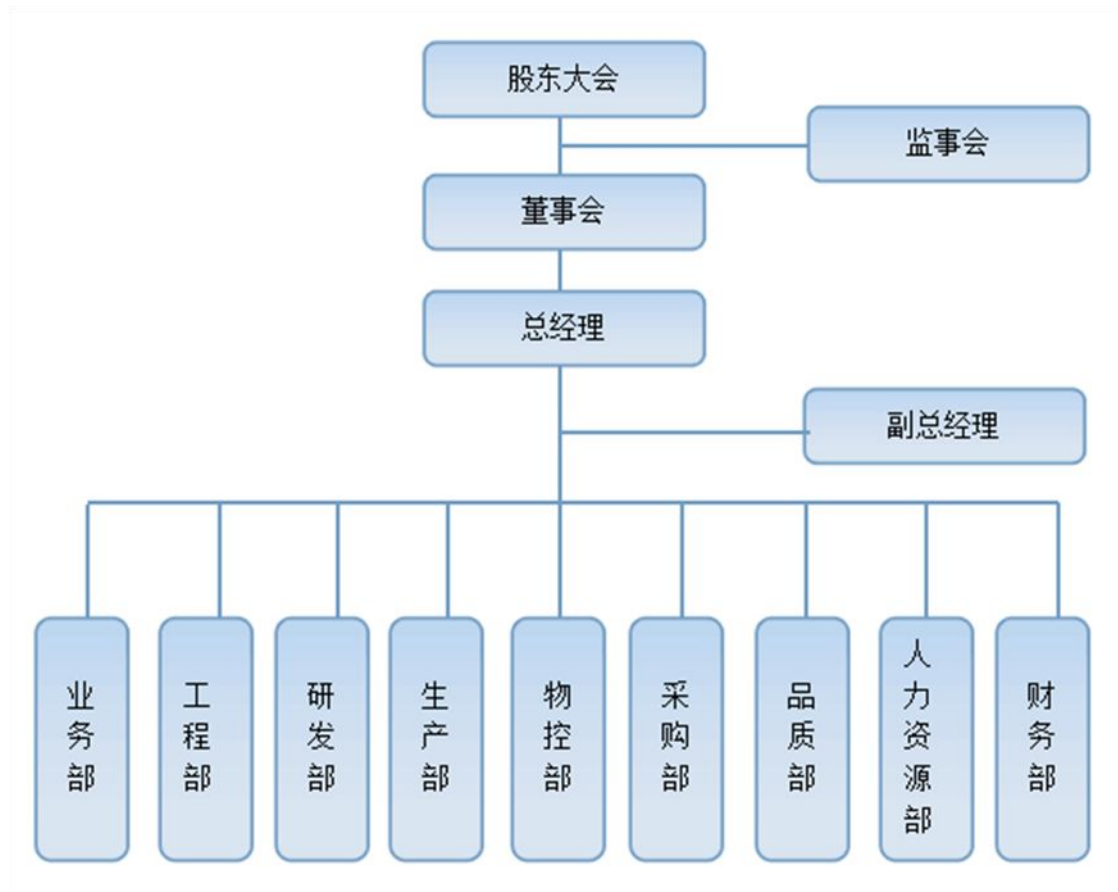 股东大会
监事会
董事会
总经理
副总经理
业务部
工程部
研发部
生产部
物控部
采购部
品质部
人力资源部
财务部